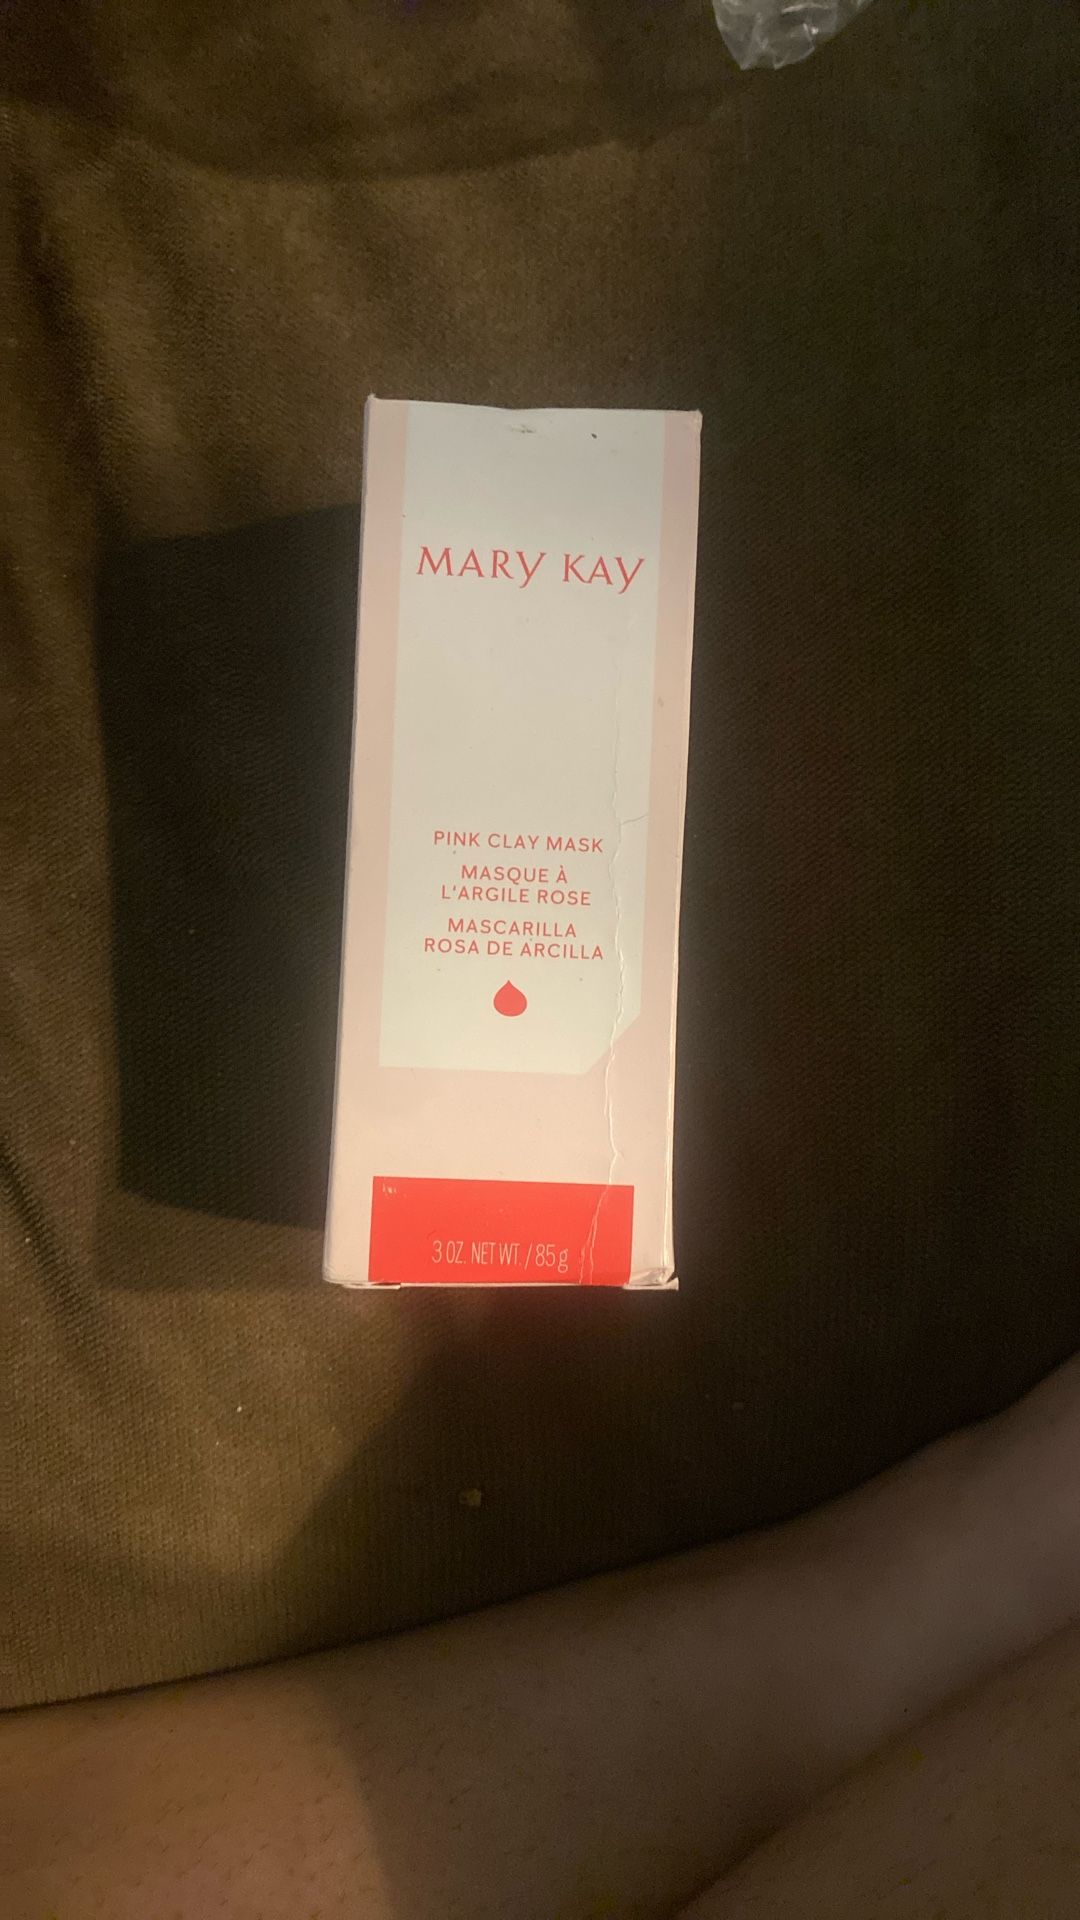 MARY KAY
PINK CLAY MASK
MASQUE À
L'ARGILE ROSE
MASCARILLA
ROSA DE ARCILLA
3 OZ. NET WT. / 85 g